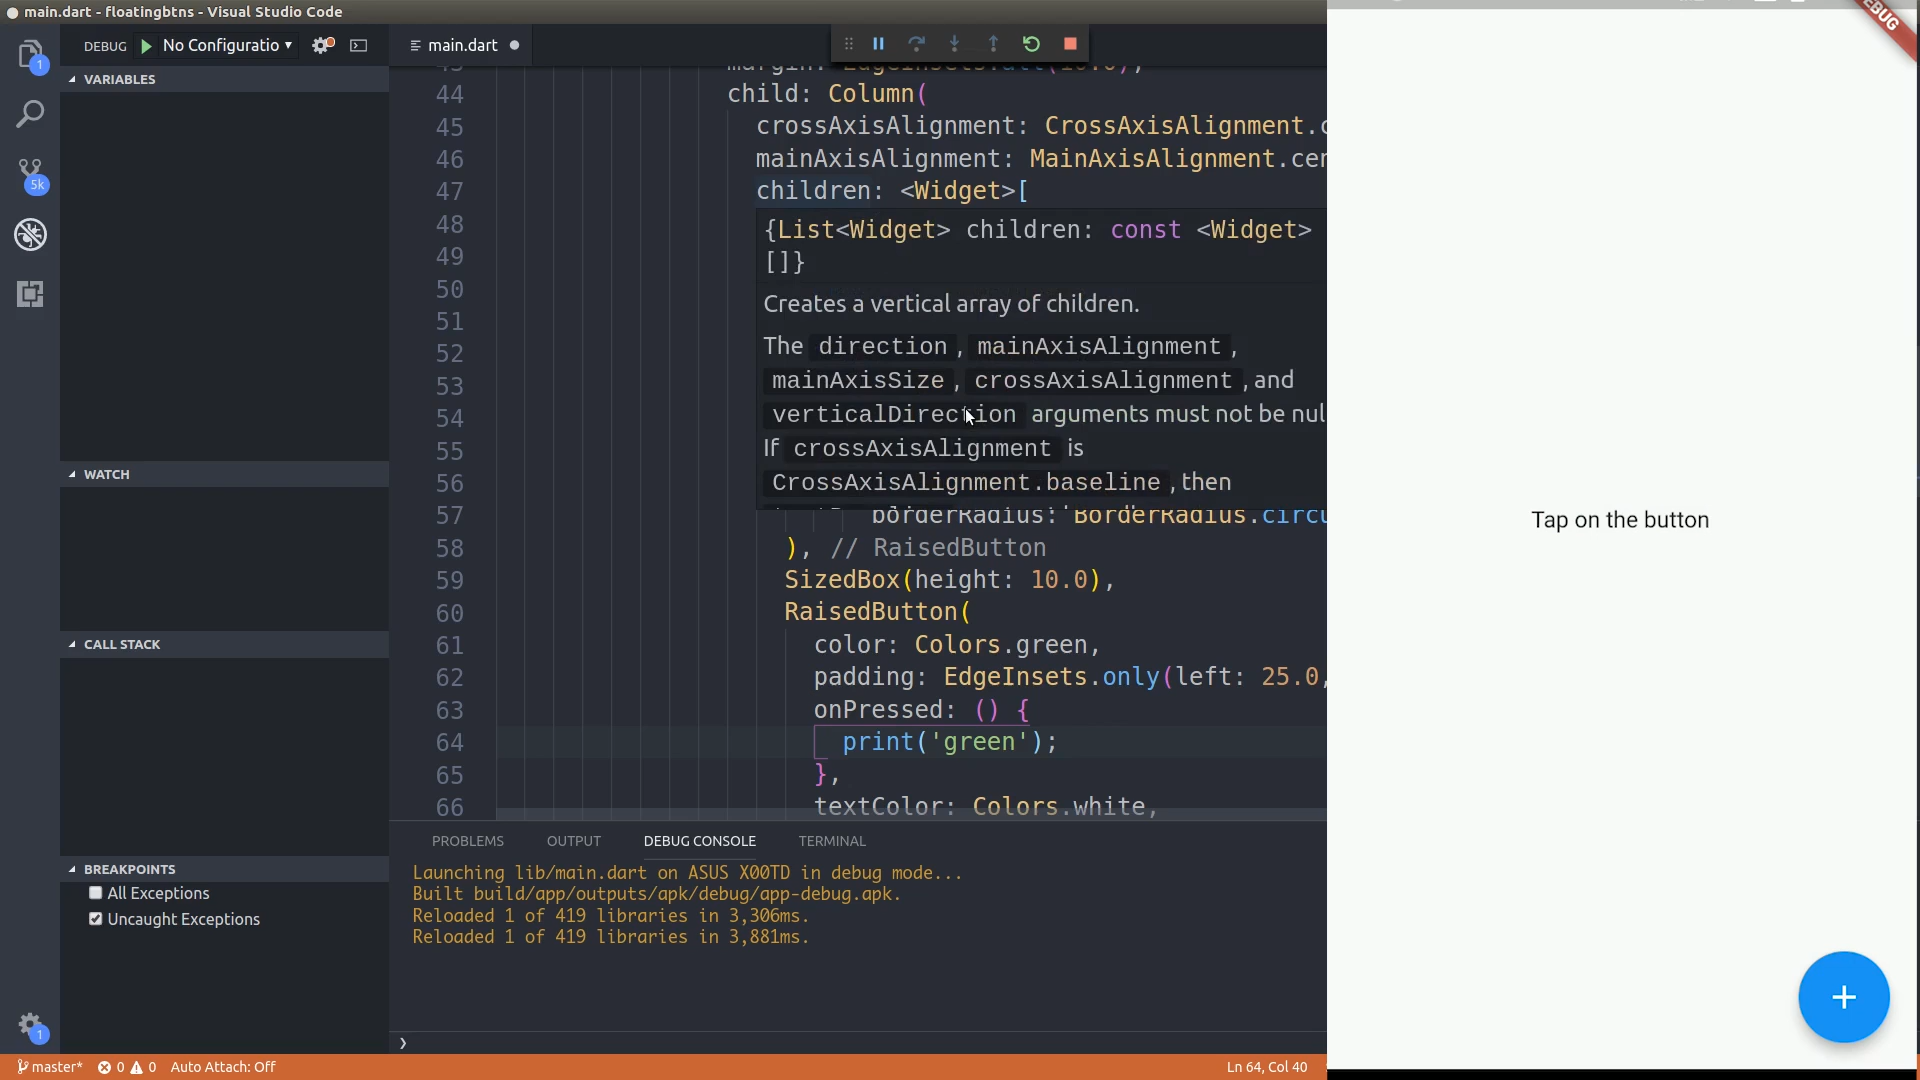 main.dart - floatingbtns - Visual Studio Code
DEBUG
No Configuratio
main.dart
1
5k
VARIABLES
WATCH
CALL STACK
BREAKPOINTS
All Exceptions
Uncaught Exceptions
1
44 child: Column(
45 crossAxisAlignment: CrossAxisAlignment.c
46 mainAxisAlignment: MainAxisAlignment.cen
47 children: <Widget>[
48
49
50
51
52
53
54
55
56
{List<Widget> children: const <Widget>
[]}
Creates a vertical array of children.
The direction, mainAxisAlignment,
mainAxisSize, crossAxisAlignment, and
verticalDirection arguments must not be nul
If crossAxisAlignment is
CrossAxisAlignment.baseline, then
57 borderRadius: BorderRadius.circu
58 ), // RaisedButton
59 SizedBox(height: 10.0),
60 RaisedButton(
61 color: Colors.green,
62 padding: EdgeInsets.only(left: 25.0,
63 onPressed: () {
64 print('green');
65 },
66 textColor: Colors.white,
PROBLEMS OUTPUT DEBUG CONSOLE TERMINAL
Launching lib/main.dart on ASUS X00TD in debug mode...
Built build/app/outputs/apk/debug/app-debug.apk.
Reloaded 1 of 419 libraries in 3,306ms.
Reloaded 1 of 419 libraries in 3,881ms.
master* 0 0 Auto Attach: Off
Ln 64, Col 40
EBUG
Tap on the button